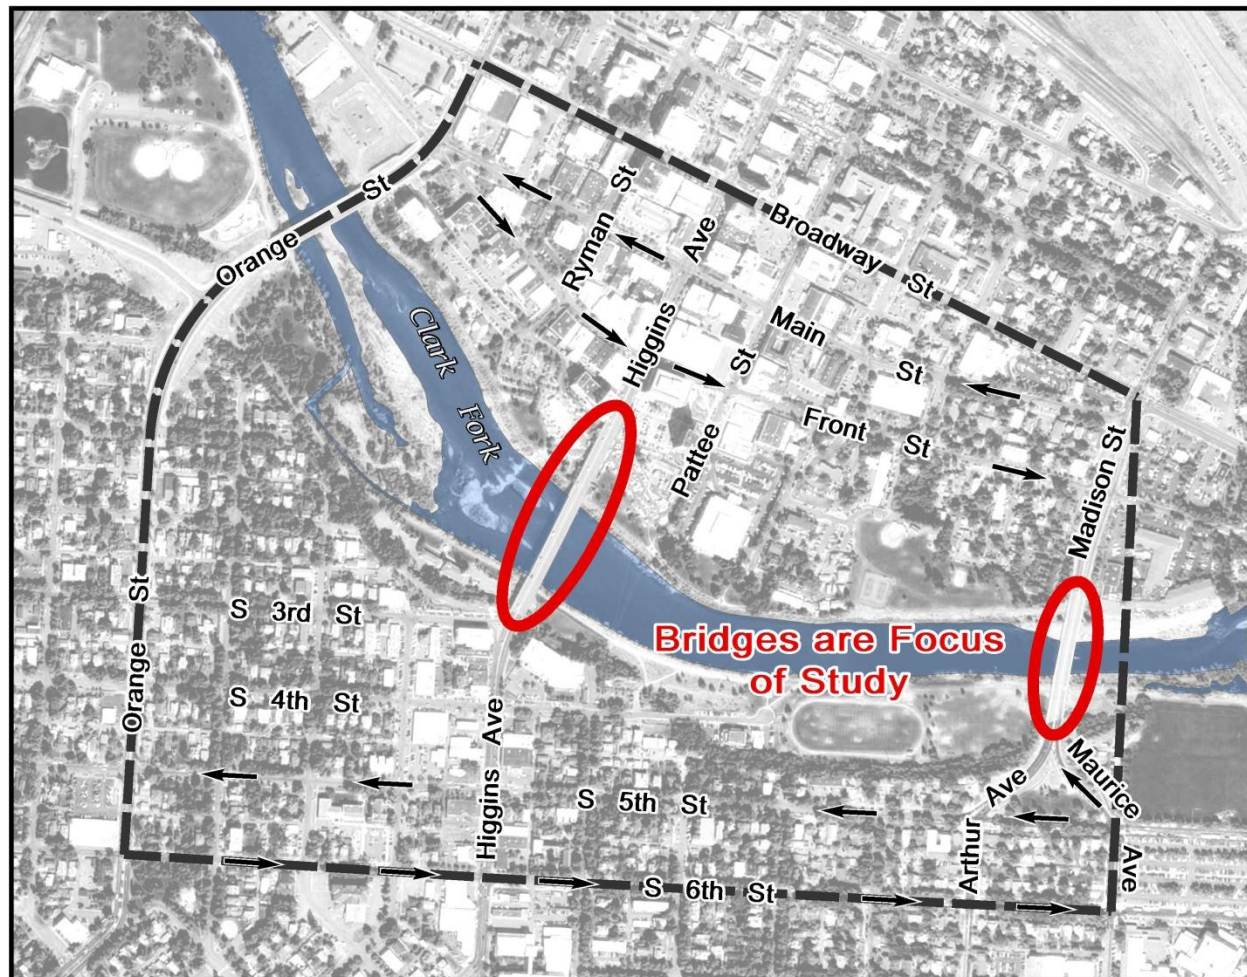 Orange St
Ryman St
Higgins Ave
Broadway St
Clark Fork
Main St
Front St
Pattee St
Madison St
Orange St
S 3rd St
S 4th St
Bridges are Focus
of Study
Higgins Ave
S 5th St
Arthur Ave
Maurice Ave
S 6th St